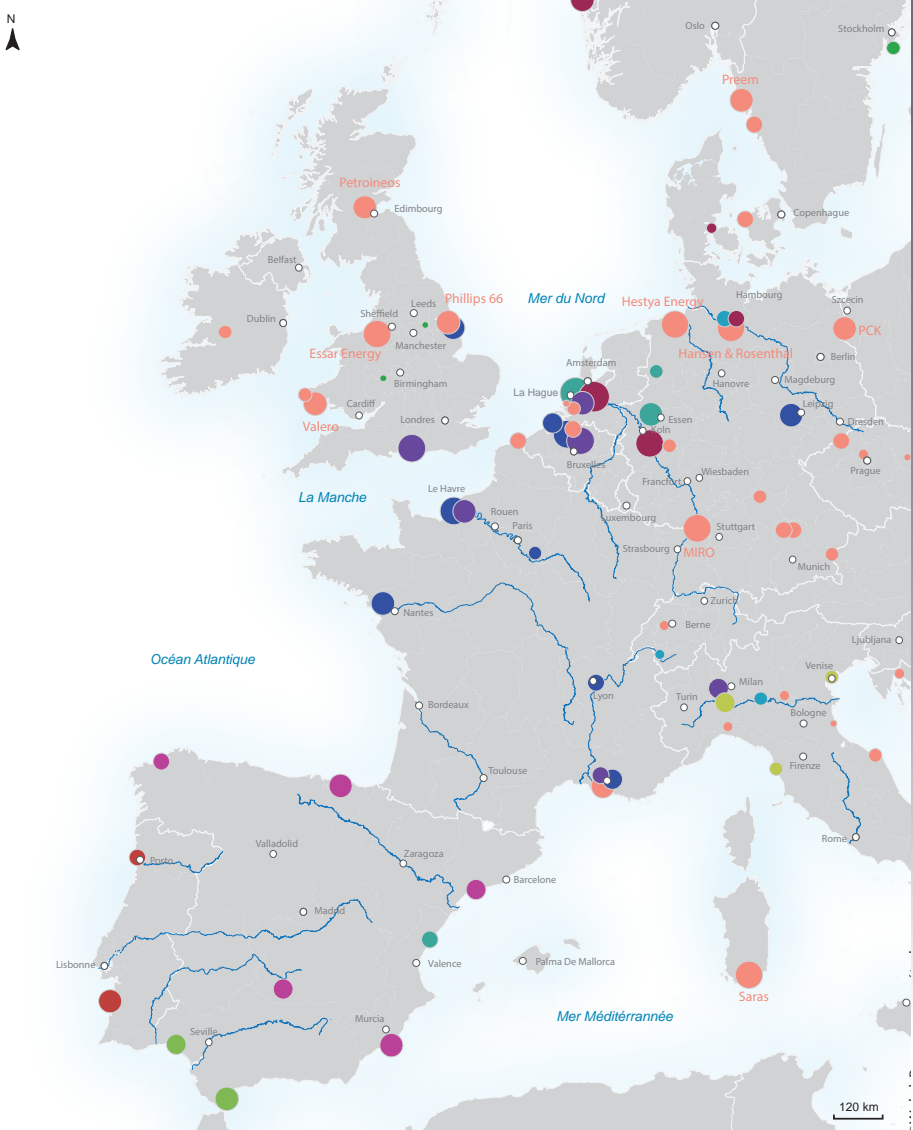 N
Oslo
Stockholm
Preem
Petroineos
Edimbourg
Copenhague
Belfast
Mer du Nord
Hestya Energy
Hambourg
Szcecin
Phillips 66
Leeds
Sheffield
Dublin
PCK
Manchester
Essar Energy
Hansen & Rosenthal
Berlin
Amsterdam
Birmingham
Hanovre
Magdeburg
La Hague
Cardiff
Leipzig
Londres
Essen
Dresden
Valero
Koln
Bruxelles
Prague
Wiesbaden
Francfort
Le Havre
La Manche
Rouen
Luxembourg
Paris
Stuttgart
Strasbourg
MIRO
Munich
Zurich
Nantes
Berne
Ljubljana
Océan Atlantique
Venise
Milan
Lyon
Turin
Bordeaux
Bologne
Firenze
Toulouse
Rome
Valladolid
Zaragoza
Porto
Barcelone
Madrid
Lisbonne
Valence
Palma De Mallorca
Saras
Mer Méditérrannée
Murcia
Seville
120 km